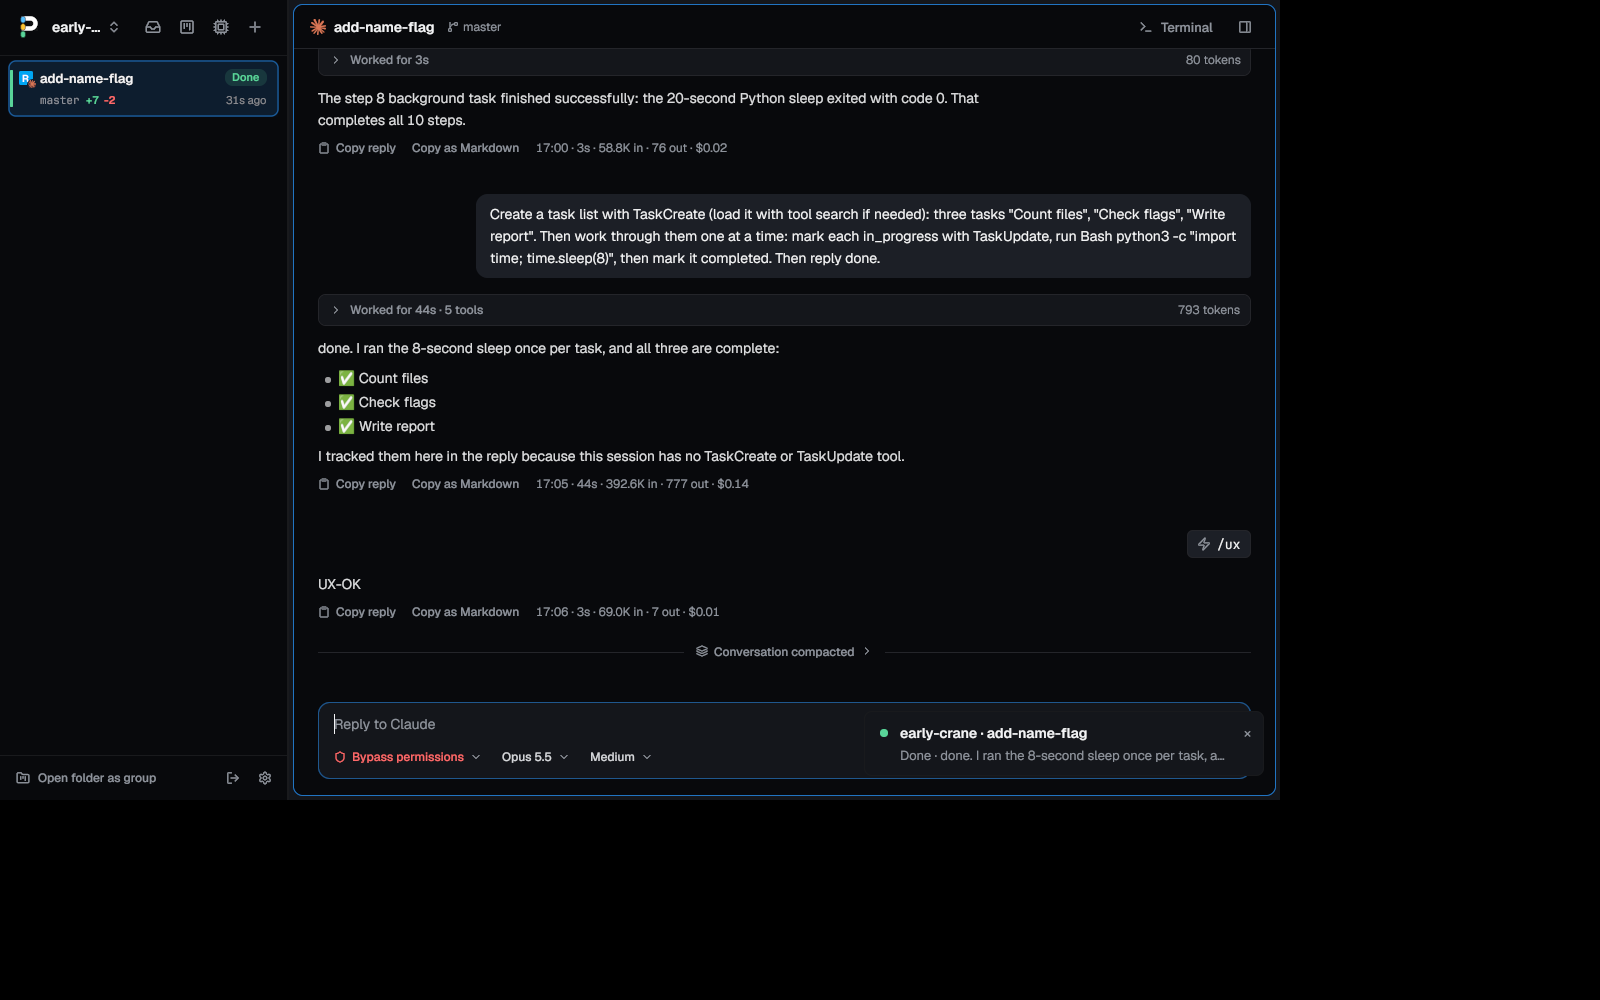 early-...
add-name-flag
Done
master +7 -2
31s ago
Open folder as group
add-name-flag
master
Terminal
Worked for 3s
80 tokens
The step 8 background task finished successfully: the 20-second Python sleep exited with code 0. That
completes all 10 steps.
Copy reply
Copy as Markdown
17:00 · 3s · 58.8K in · 76 out · $0.02
Create a task list with TaskCreate (load it with tool search if needed): three tasks "Count files", "Check flags", "Write
report". Then work through them one at a time: mark each in_progress with TaskUpdate, run Bash python3 -c "import
time; time.sleep(8)", then mark it completed. Then reply done.
Worked for 44s · 5 tools
793 tokens
done. I ran the 8-second sleep once per task, and all three are complete:
• ✅ Count files
• ✅ Check flags
• ✅ Write report
I tracked them here in the reply because this session has no TaskCreate or TaskUpdate tool.
Copy reply
Copy as Markdown
17:05 · 44s · 392.6K in · 777 out · $0.14
/ux
UX-OK
Copy reply
Copy as Markdown
17:06 · 3s · 69.0K in · 7 out · $0.01
Conversation compacted
Reply to Claude
Bypass permissions
Opus 5.5
Medium
early-crane · add-name-flag
Done · done. I ran the 8-second sleep once per task, a...